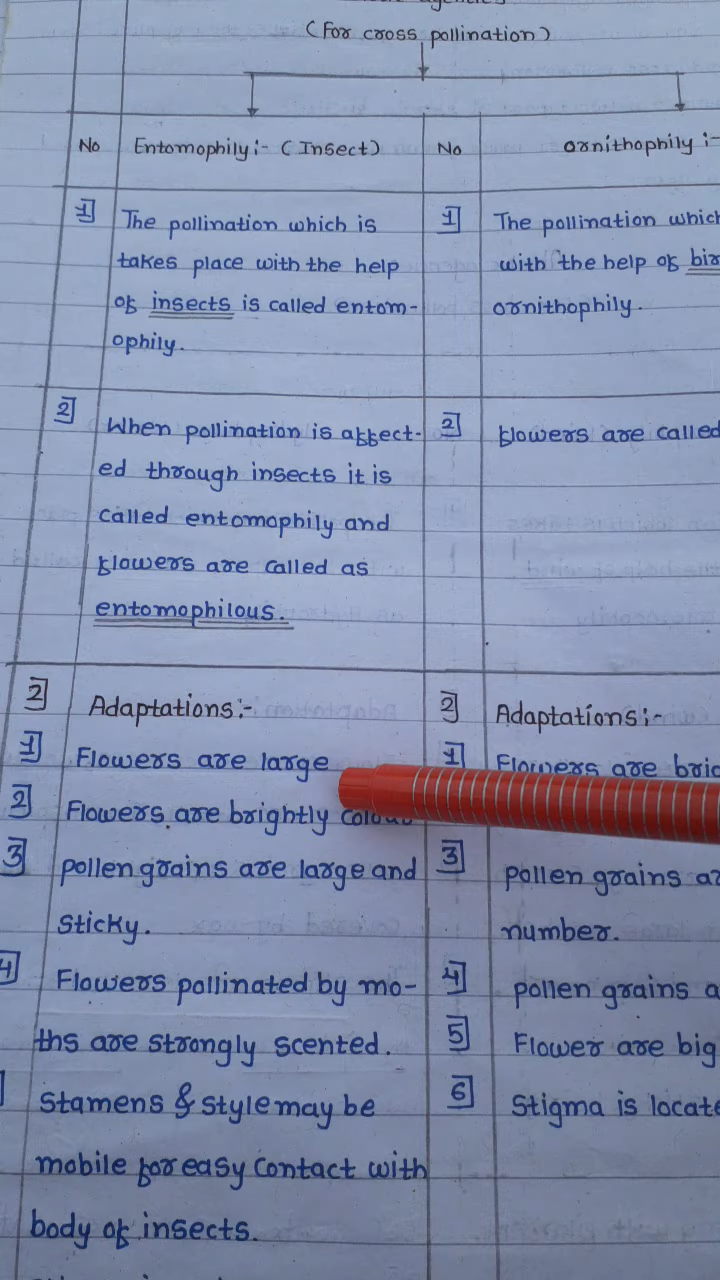 (For cross pollination)
No
Entomophily:- (Insect)
No
ornithophily :-
1] The pollination which is
takes place with the help
of insects is called entom-
ophily.
1] The pollination which
with the help of
ornithophily.
2] When pollination is affect-
ed through insects it is
called entomophily and
flowers are called as
entomophilous.
2] flowers are called
2] Adaptations:-
1] Flowers are large
2] Flowers are brightly
3] pollen grains are large and
sticky.
4] Flowers pollinated by mo-
ths are strongly scented.
] Stamens & style may be
mobile for easy contact with
body of insects.
2] Adaptations:-
1] Flowers are
3] pollen grains
number.
4] pollen grains
5] Flower are big
6] Stigma is